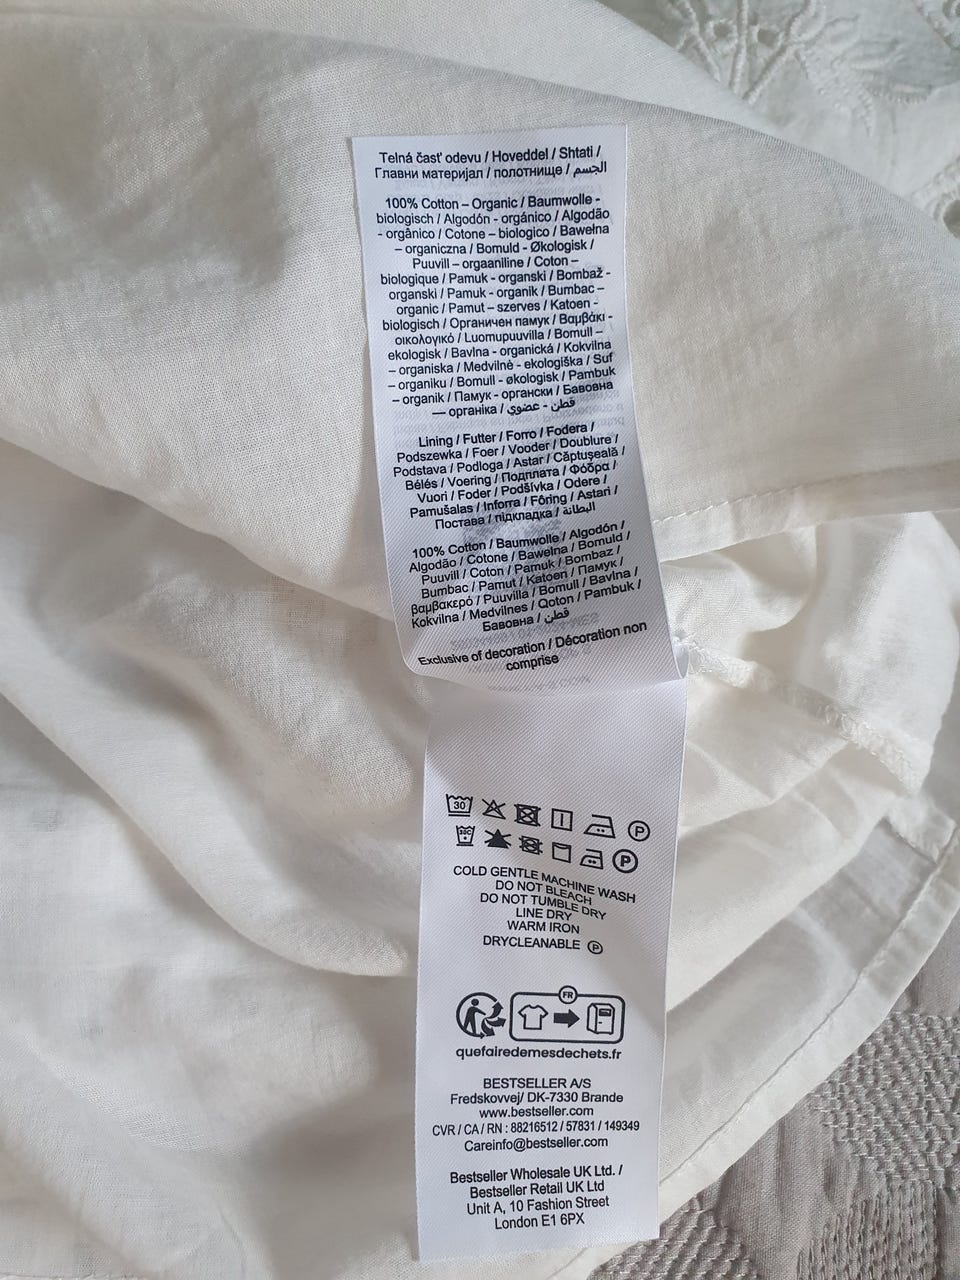 Telná časť odevu / Hoveddel / Shtati /
Главни материјал / полотнище / الجسم
100% Cotton – Organic / Baumwolle -
biologisch / Algodón - orgánico / Algodão
- orgânico / Cotone – biologico / Bawełna
– organiczna / Bomuld - Økologisk /
Puuvill – orgaaniline / Coton –
biologique / Pamuk - organski / Bombaž -
organski / Pamuk - organik / Bumbac –
organic / Pamut – szerves / Katoen -
biologisch / Органичен памук / Βαμβάκι -
οικολογικό / Luomupuuvilla / Bomull –
ekologisk / Bavlna - organická / Kokvilna
– organiska / Medvilnė - ekologiška / Suf
– organiku / Bomull - økologisk / Pambuk
– organik / Памук - органски / Бавовна
— органіка / قطن - عضوي
Lining / Futter / Forro / Fodera /
Podszewka / Foer / Vooder / Doublure /
Podstava / Podloga / Astar / Căptuşeală /
Bélés / Voering / Подплата / Φόδρα /
Vuori / Foder / Podšívka / Odere /
Pamušalas / Inforra / Fôring / Astari /
Постава / підкладка / البطانة
100% Cotton / Baumwolle / Algodón /
Algodão / Cotone / Bawełna / Bomuld /
Puuvill / Coton / Pamuk / Bombaz /
Bumbac / Pamut / Katoen / Памук /
βαμβακερό / Puuvilla / Bomull / Bavlna /
Kokvilna / Medvilnes / Qoton / Pambuk /
Бавовна / قطن
Exclusive of decoration / Décoration non
comprise
30 P
P
COLD GENTLE MACHINE WASH
DO NOT BLEACH
DO NOT TUMBLE DRY
LINE DRY
WARM IRON
DRYCLEANABLE P
FR
quefairedemesdechets.fr
BESTSELLER A/S
Fredskovvej/ DK-7330 Brande
www.bestseller.com
CVR / CA / RN : 88216512 / 57831 / 149349
Careinfo@bestseller.com
Bestseller Wholesale UK Ltd. /
Bestseller Retail UK Ltd
Unit A, 10 Fashion Street
London E1 6PX